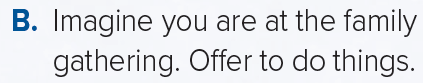 B. Imagine you are at the family
gathering. Offer to do things.